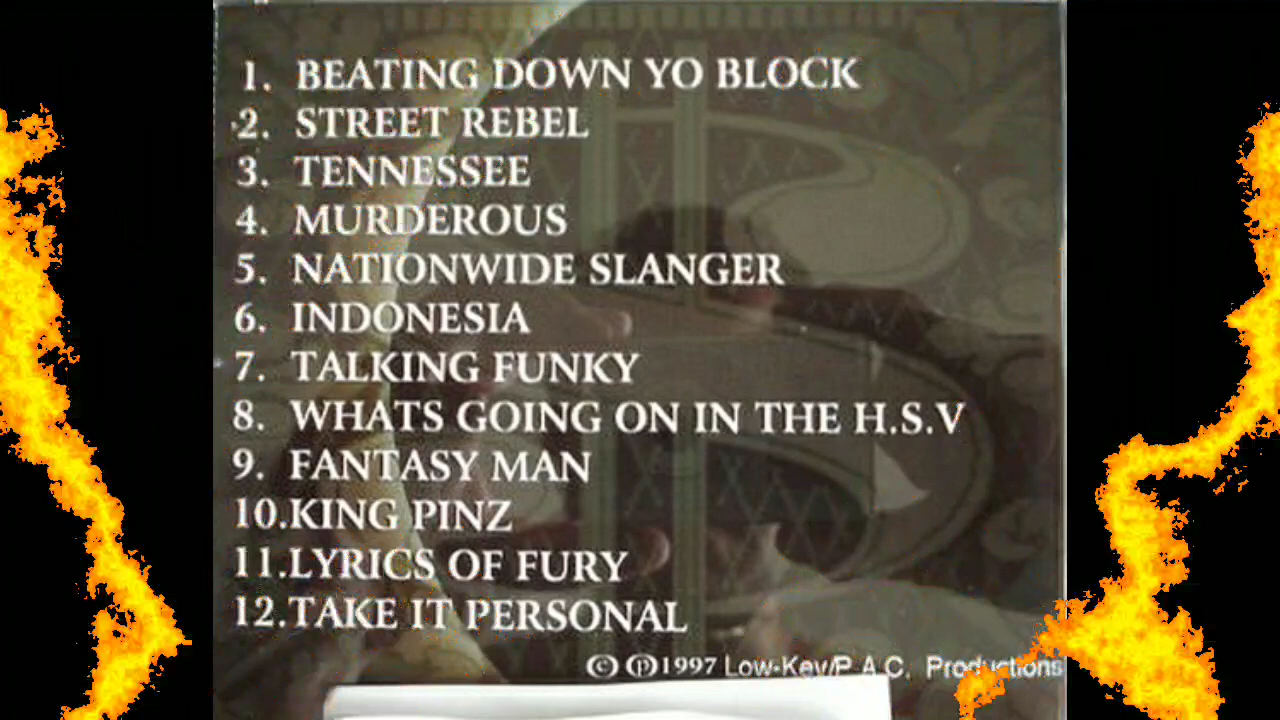 1. BEATING DOWN YO BLOCK
2. STREET REBEL
3. TENNESSEE
4. MURDEROUS
5. NATIONWIDE SLANGER
6. INDONESIA
7. TALKING FUNKY
8. WHATS GOING ON IN THE H.S.V
9. FANTASY MAN
10.KING PINZ
11.LYRICS OF FURY
12.TAKE IT PERSONAL
© ℗1997 Low-Key/P.A.C. Productions